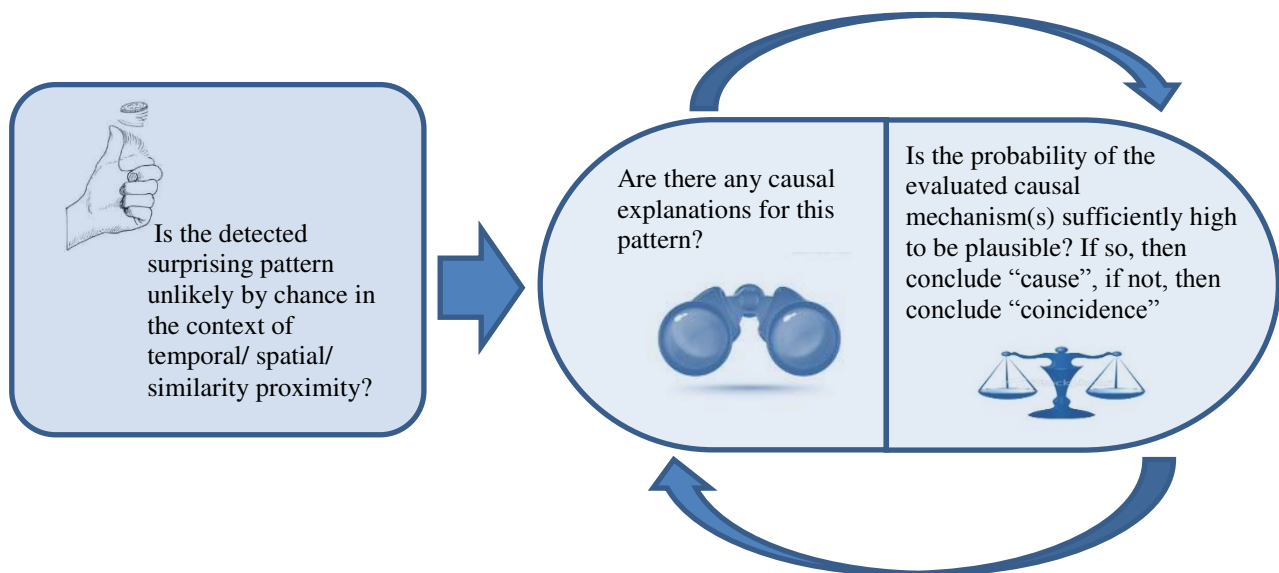 Is the detected
surprising pattern
unlikely by chance in
the context of
temporal/ spatial/
similarity proximity?
Are there any causal
explanations for this
pattern?
Is the probability of the
evaluated causal
mechanism(s) sufficiently high
to be plausible? If so, then
conclude “cause”, if not, then
conclude “coincidence”